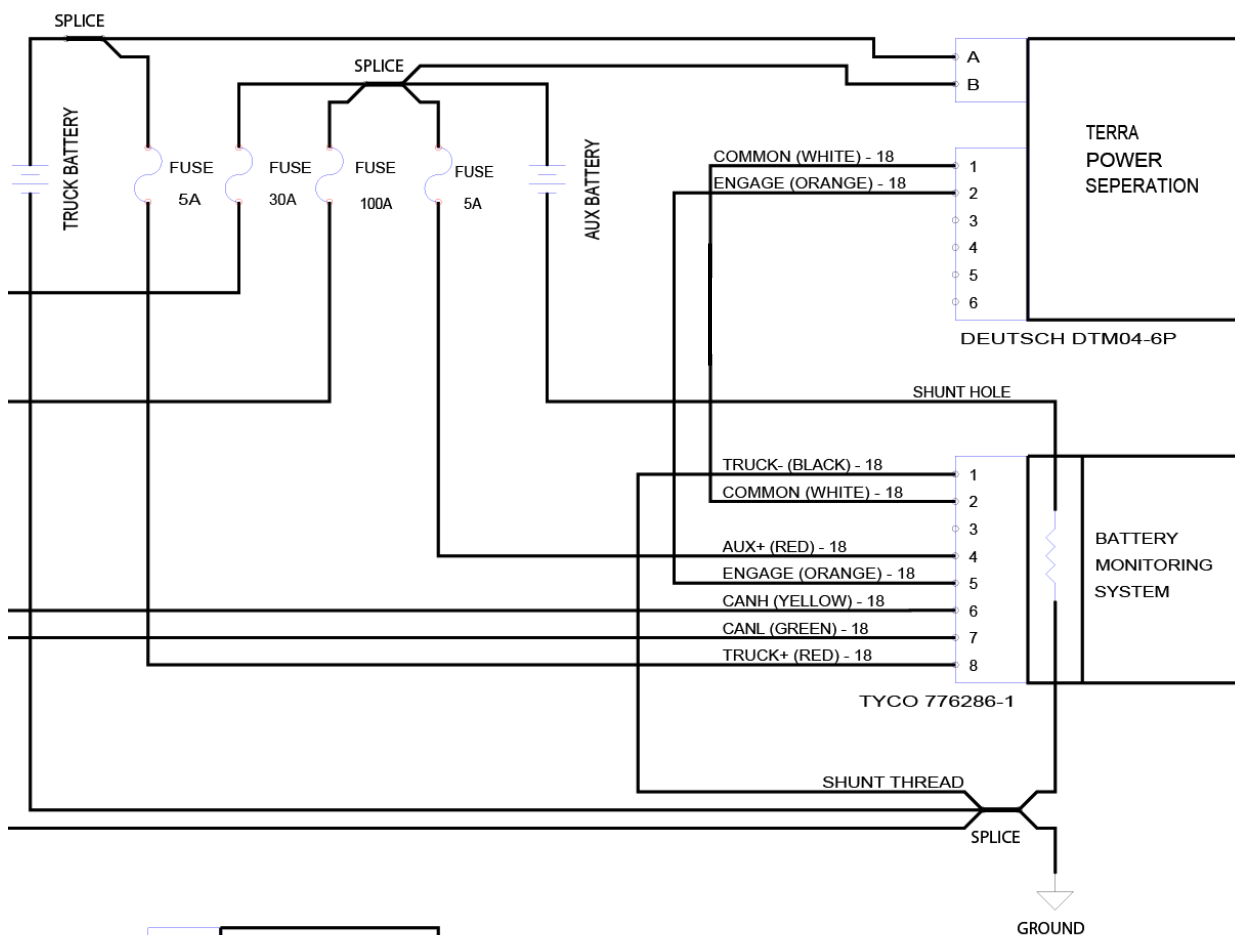 SPLICE
SPLICE
TRUCK BATTERY
FUSE
5A
FUSE
30A
FUSE
100A
FUSE
5A
AUX BATTERY
A
B
TERRA
POWER
SEPERATION
COMMON (WHITE) - 18
ENGAGE (ORANGE) - 18
1
2
3
4
5
6
DEUTSCH DTM04-6P
SHUNT HOLE
TRUCK- (BLACK) - 18
COMMON (WHITE) - 18
AUX+ (RED) - 18
ENGAGE (ORANGE) - 18
CANH (YELLOW) - 18
CANL (GREEN) - 18
TRUCK+ (RED) - 18
1
2
3
4
5
6
7
8
BATTERY
MONITORING
SYSTEM
TYCO 776286-1
SHUNT THREAD
SPLICE
GROUND